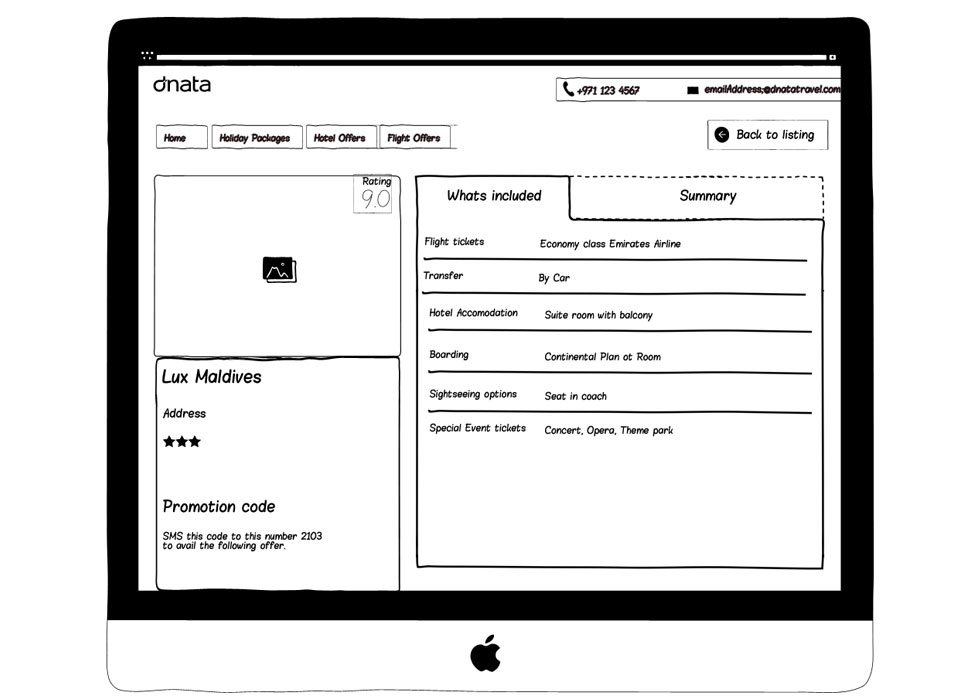 dnata
+971 123 4567
emailAddress;@dnatatravel.com
Home
Holiday Packages
Hotel Offers
Flight Offers
Back to listing
Rating
9.0
Whats included
Summary
Flight tickets
Economy class Emirates Airline
Transfer
By Car
Hotel Accomodation
Suite room with balcony
Boarding
Continental Plan ot Room
Sightseeing options
Seat in coach
Special Event tickets
Concert, Opera, Theme park
Lux Maldives
Address
Promotion code
SMS this code to this number 2103
to avail the following offer.